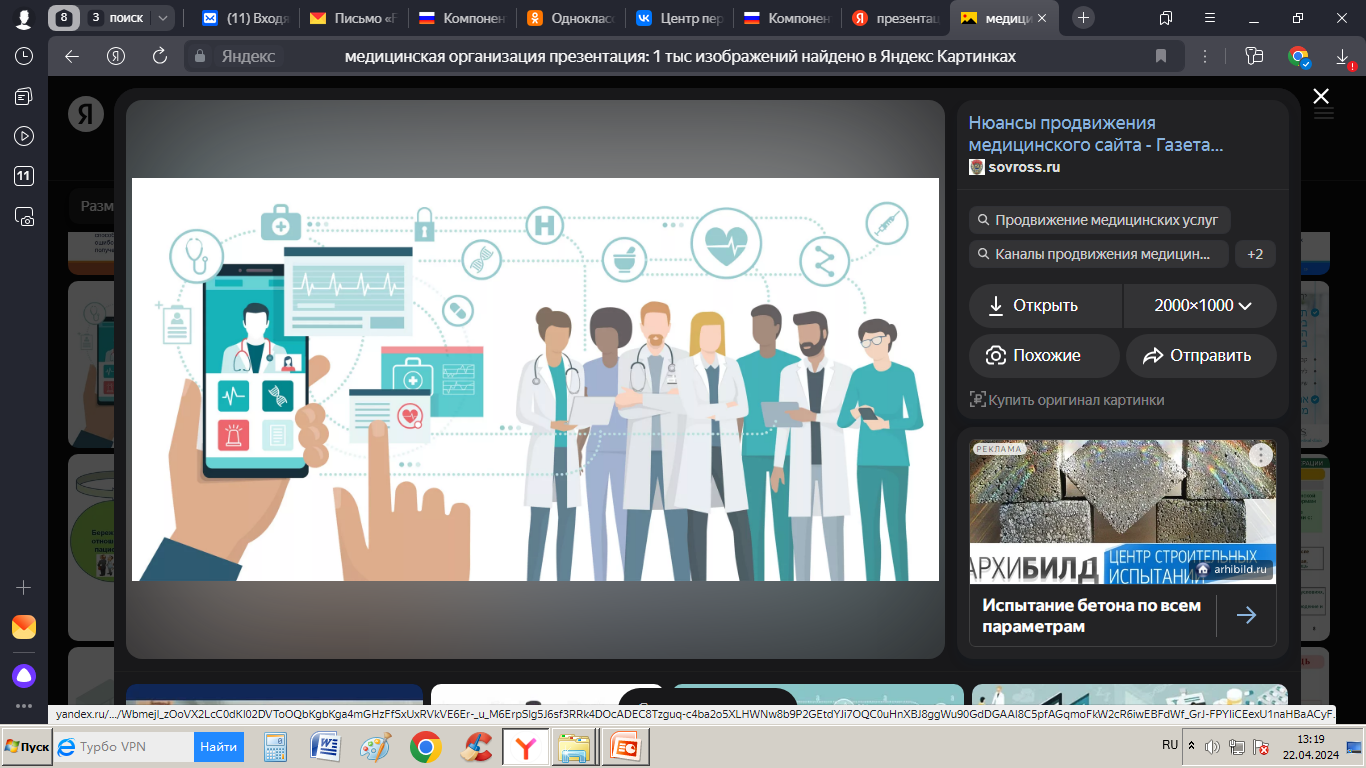 8
3 поиск
(11) Входя
Письмо «F
Компонен
Одноклас
Центр пер
Компонен
презентац
медици
Яндекс
медицинская организация презентация: 1 тыс изображений найдено в Яндекс Картинках
11
Я
Разм
H
Нюансы продвижения
медицинского сайта - Газета...
sovross.ru
Продвижение медицинских услуг
Каналы продвижения медицин...
+2
Открыть
2000×1000
Похожие
Отправить
Купить оригинал картинки
РЕКЛАМА
АРХИБИЛД
ЦЕНТР СТРОИТЕЛЬНЫХ
ИСПЫТАНИЙ
arhibild.ru
Испытание бетона по всем
параметрам
Пуск
Турбо VPN
Найти
RU
13:19
22.04.2024